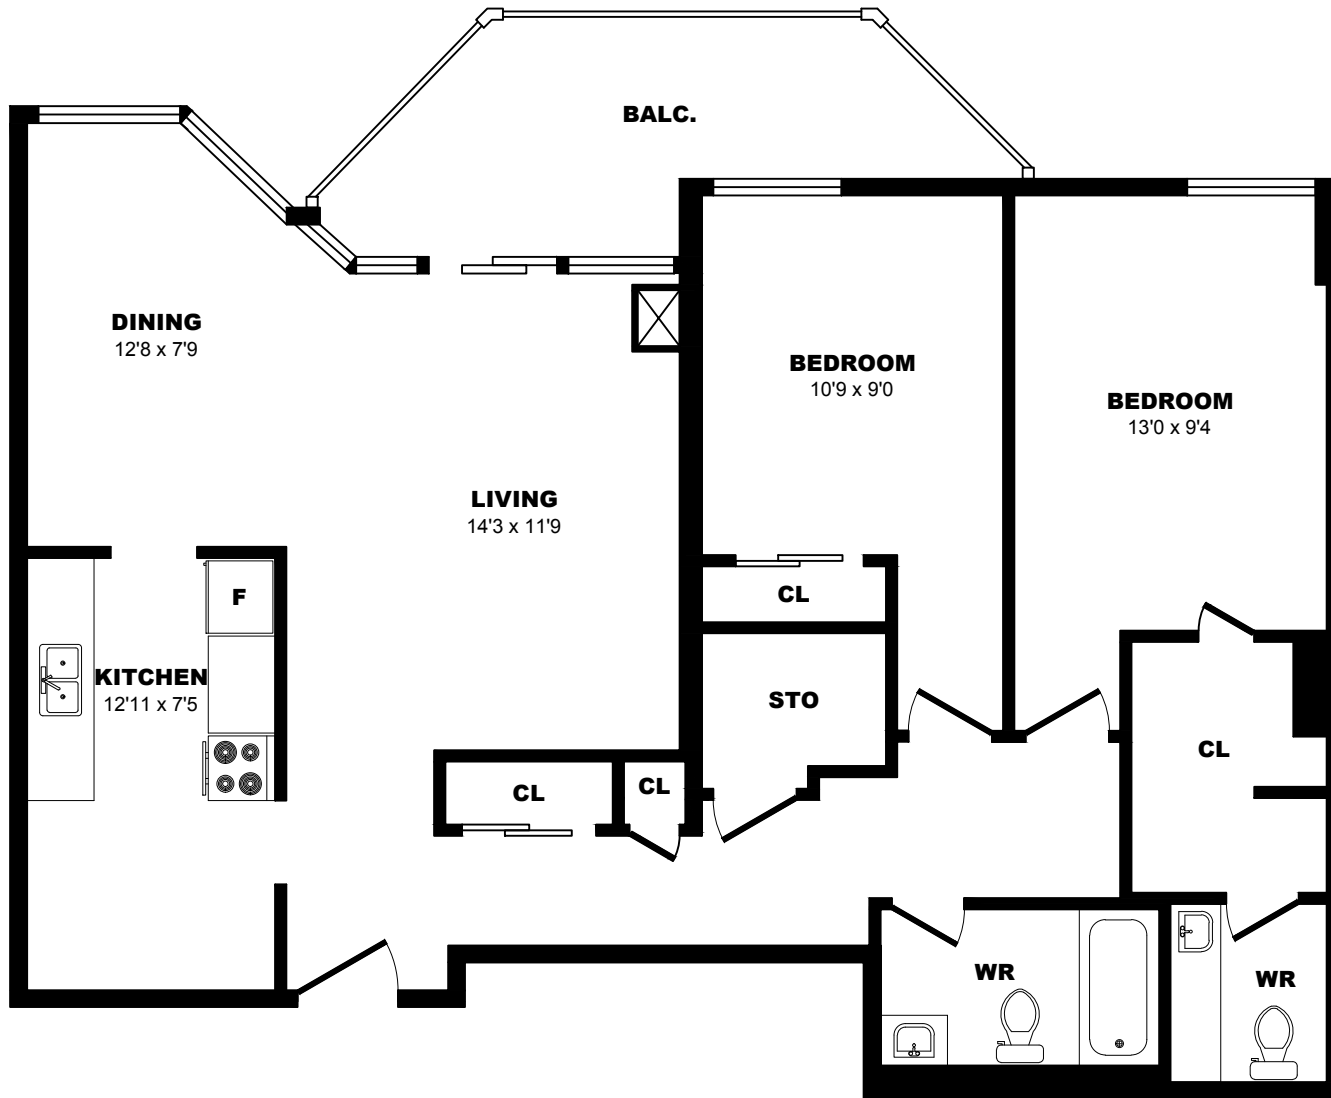 BALC.
DINING
12'8 x 7'9
BEDROOM
10'9 x 9'0
BEDROOM
13'0 x 9'4
LIVING
14'3 x 11'9
F
CL
KITCHEN
12'11 x 7'5
STO
CL
CL
CL
WR
WR